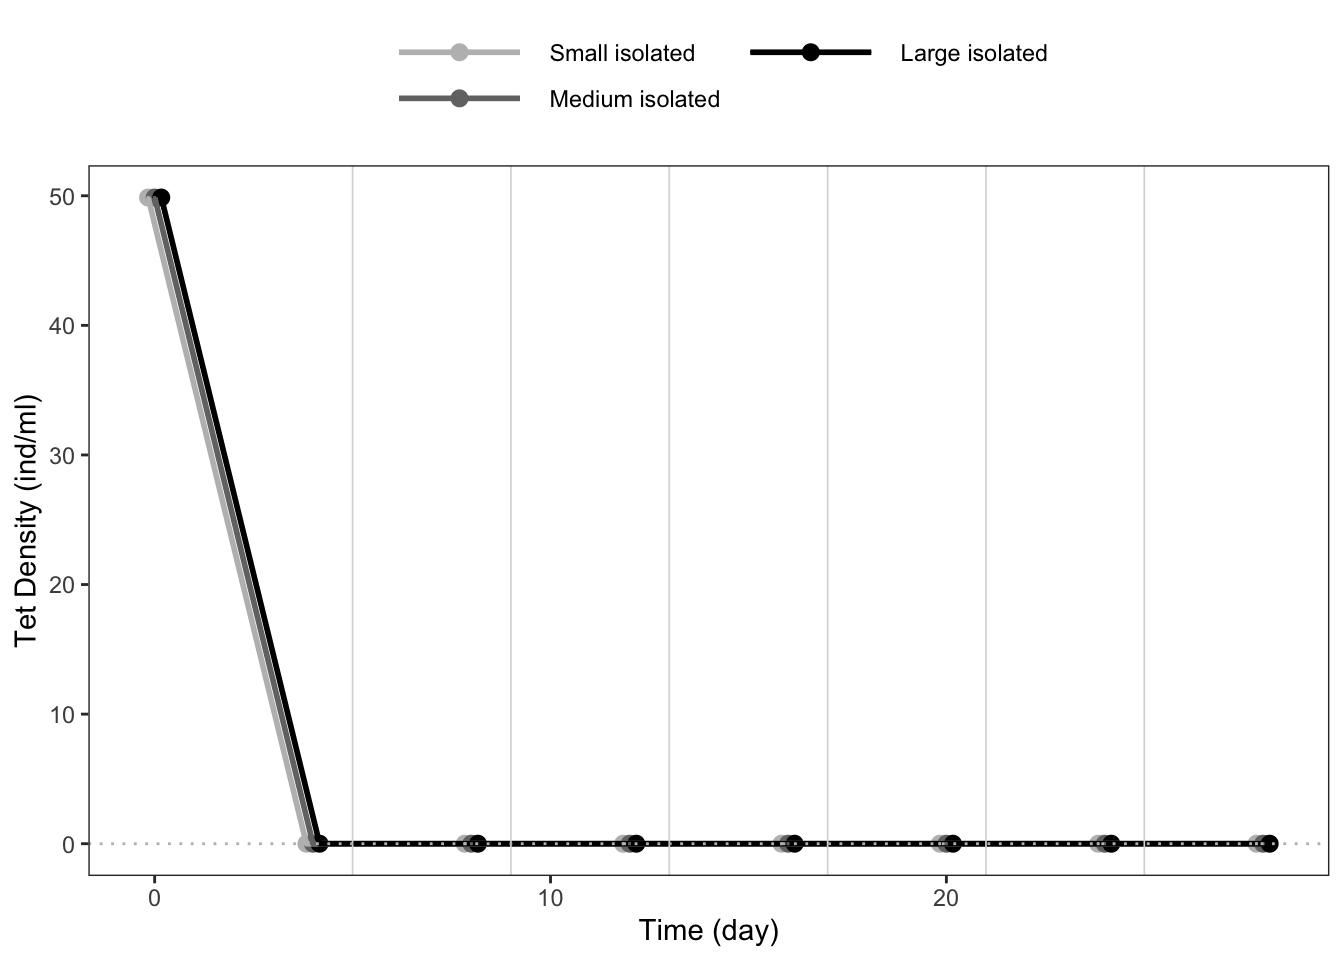 Small isolated
Large isolated
Medium isolated
50
40
30
20
10
0
Tet Density (ind/ml)
0
10
20
Time (day)